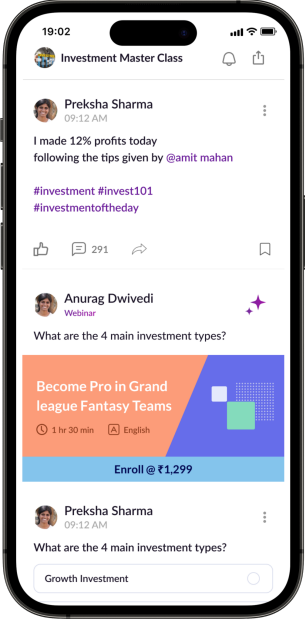 19:02
Investment Master Class
Preksha Sharma
09:12 AM
I made 12% profits today
following the tips given by @amit mahan
#investment #invest101
#investmentoftheday
291
Anurag Dwivedi
Webinar
What are the 4 main investment types?
Become Pro in Grand
league Fantasy Teams
1 hr 30 min A English
Enroll @ ₹1,299
Preksha Sharma
09:12 AM
What are the 4 main investment types?
Growth Investment